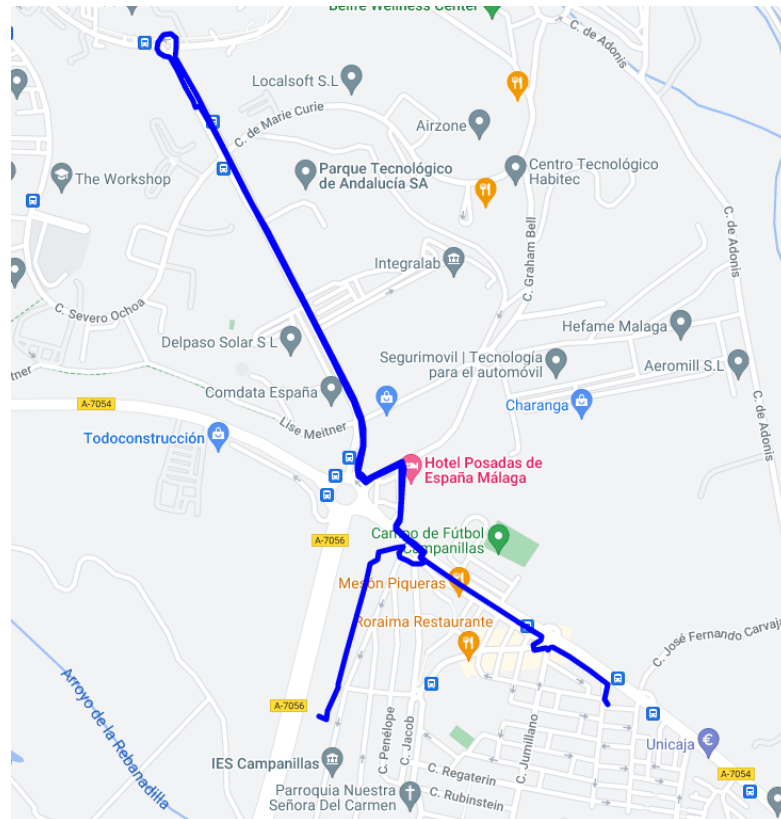 Belife Wellness Center
C. de Adonis
Localsoft S.L
C. de Marie Curie
Airzone
The Workshop
Parque Tecnológico
de Andalucía SA
Centro Tecnológico
Habitec
C. de Adonis
C. Graham Bell
Integralab
C. Severo Ochoa
Delpaso Solar S L
Hefame Malaga
Segurimovil | Tecnología
para el automóvil
Aeromill S.L
tner
Comdata España
A-7054
Lise Meitner
Charanga
C. de Adonis
Todoconstrucción
Hotel Posadas de
España Málaga
A-7056
Campo de Fútbol
Campanillas
Mesón Piqueras
Roraima Restaurante
C. José Fernando Carvaja
Arroyo de la Rebanadilla
A-7056
C. Penélope
C. Jacob
C. Jumillano
Unicaja
€
IES Campanillas
C. Regaterin
A-7054
Parroquia Nuestra
Señora Del Carmen
C. Rubinstein